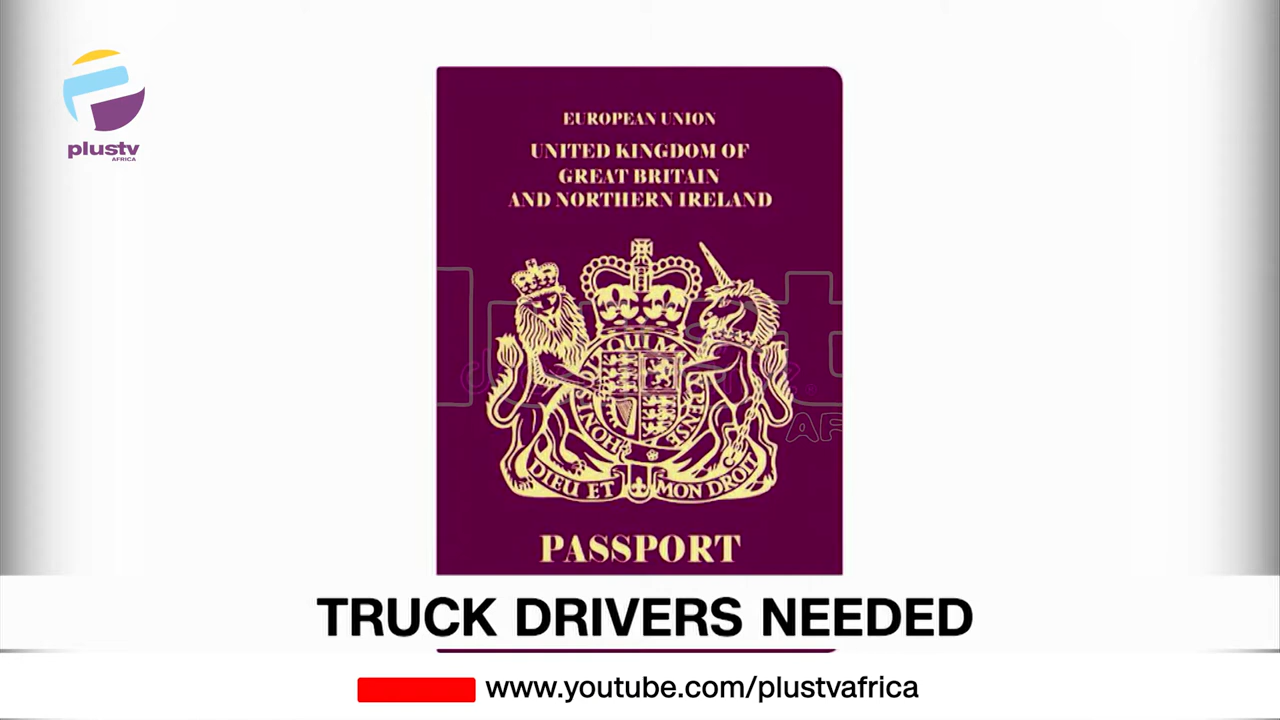 plustv
AFRICA
EUROPEAN UNION
UNITED KINGDOM OF
GREAT BRITAIN
AND NORTHERN IRELAND
DIEU ET MON DROIT
PASSPORT
TRUCK DRIVERS NEEDED
www.youtube.com/plustvafrica